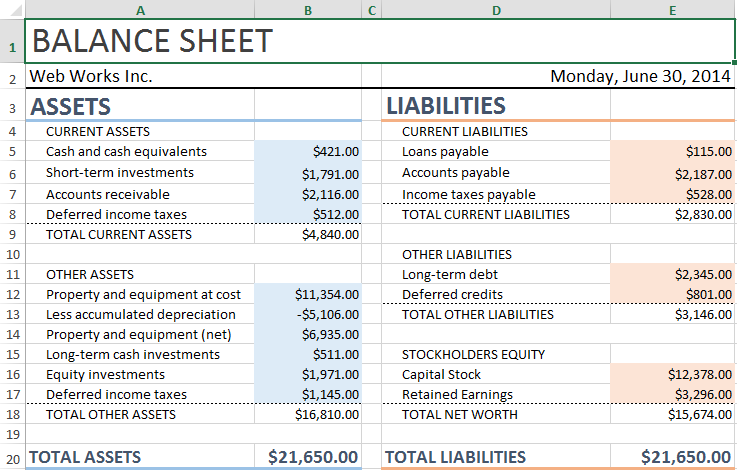 A B C D E
1 BALANCE SHEET
2 Web Works Inc. Monday, June 30, 2014
3 ASSETS LIABILITIES
4 CURRENT ASSETS CURRENT LIABILITIES
5 Cash and cash equivalents $421.00 Loans payable $115.00
6 Short-term investments $1,791.00 Accounts payable $2,187.00
7 Accounts receivable $2,116.00 Income taxes payable $528.00
8 Deferred income taxes $512.00 TOTAL CURRENT LIABILITIES $2,830.00
9 TOTAL CURRENT ASSETS $4,840.00
10 OTHER LIABILITIES
11 OTHER ASSETS Long-term debt $2,345.00
12 Property and equipment at cost $11,354.00 Deferred credits $801.00
13 Less accumulated depreciation -$5,106.00 TOTAL OTHER LIABILITIES $3,146.00
14 Property and equipment (net) $6,935.00
15 Long-term cash investments $511.00 STOCKHOLDERS EQUITY
16 Equity investments $1,971.00 Capital Stock $12,378.00
17 Deferred income taxes $1,145.00 Retained Earnings $3,296.00
18 TOTAL OTHER ASSETS $16,810.00 TOTAL NET WORTH $15,674.00
19
20 TOTAL ASSETS $21,650.00 TOTAL LIABILITIES $21,650.00